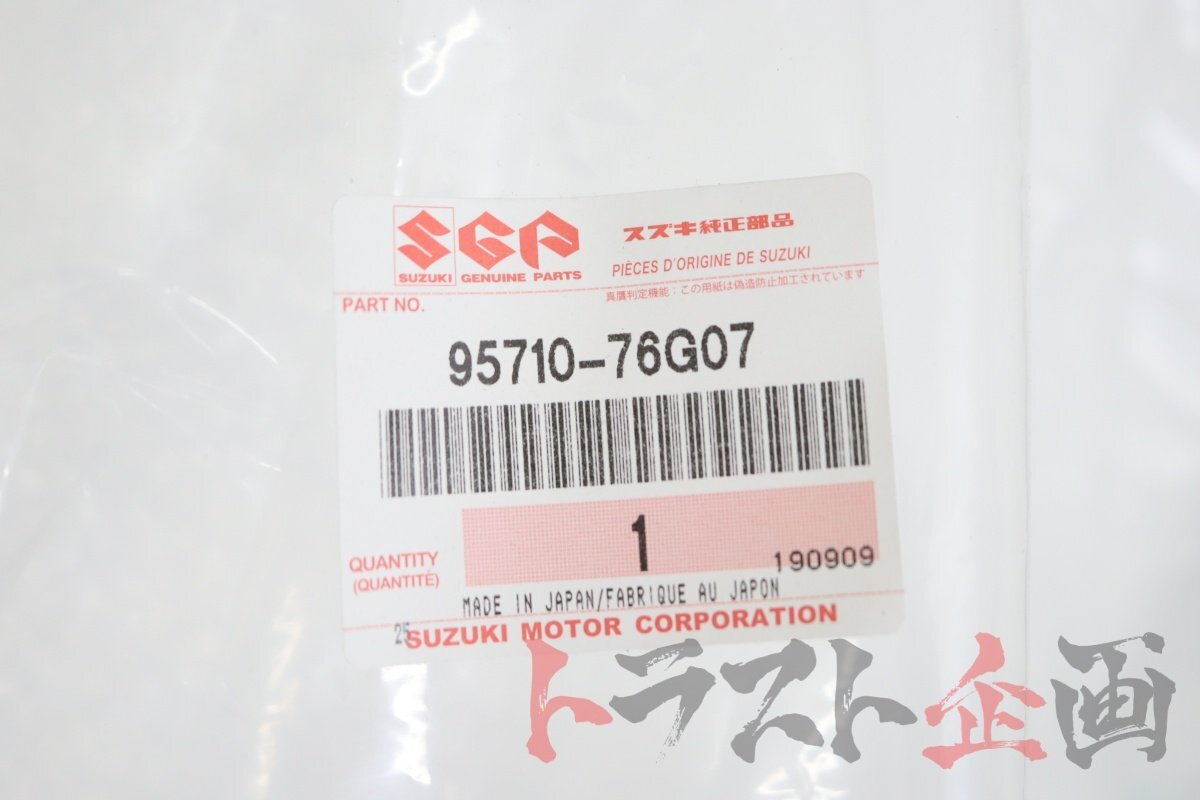 SGP
SUZUKI GENUINE PARTS
スズキ純正部品
PIÈCES D'ORIGINE DE SUZUKI
真贋判定機能：この用紙は偽造防止加工されています
PART NO.
95710-76G07
1
QUANTITY
(QUANTITÉ)
190909
MADE IN JAPAN/FABRIQUE AU JAPON
25
SUZUKI MOTOR CORPORATION
トラスト企画